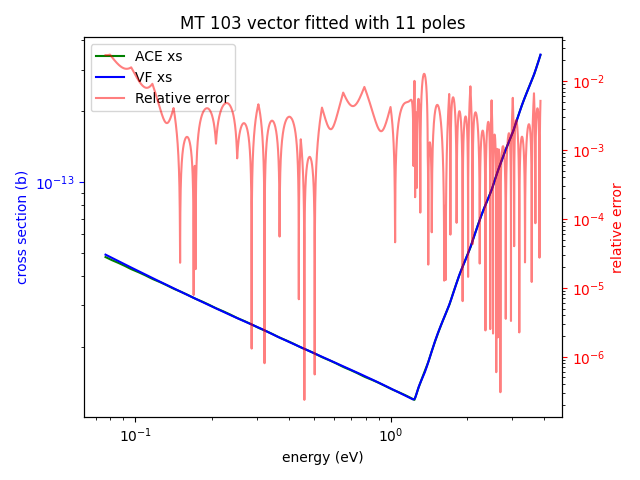 MT 103 vector fitted with 11 poles
ACE xs
VF xs
Relative error
cross section (b)
10⁻¹³
10⁻²
10⁻³
10⁻⁴
10⁻⁵
10⁻⁶
relative error
10⁻¹
10⁰
energy (eV)